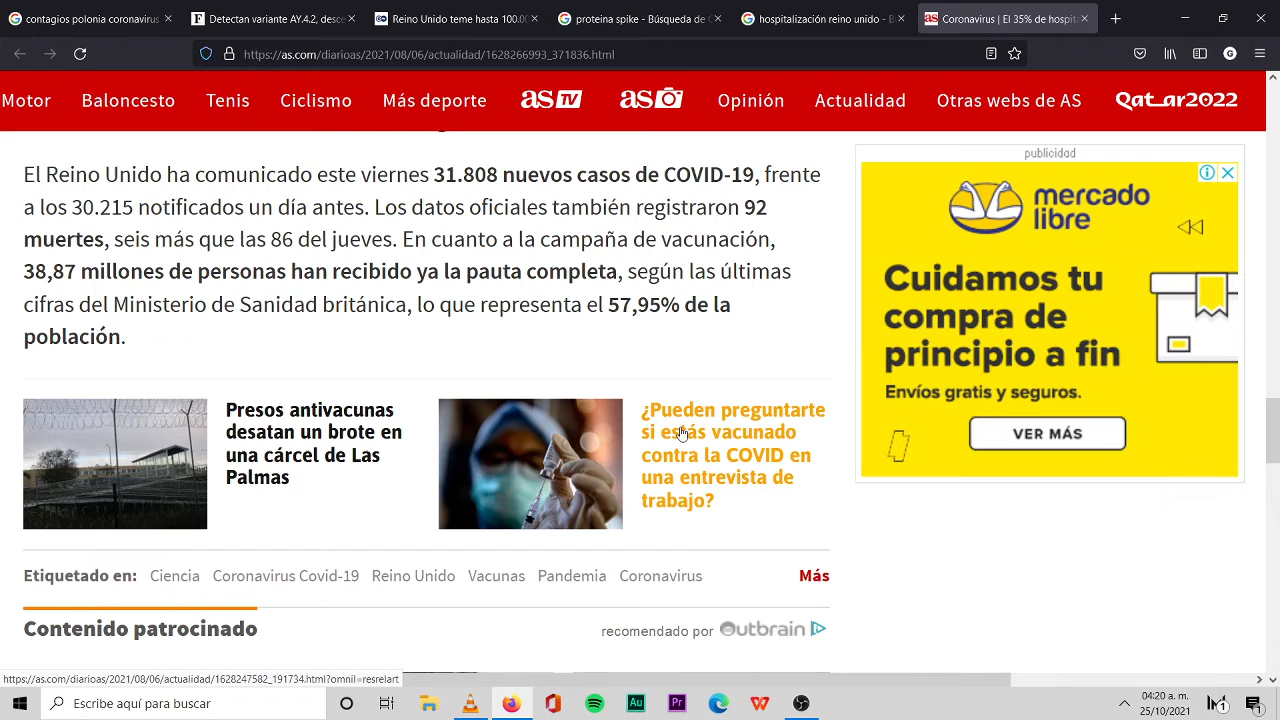 contagios polonia coronavirus
Detectan variante AY.4.2, desce
Reino Unido teme hasta 100.00
proteina spike - Búsqueda de G
hospitalización reino unido - B
Coronavirus | El 35% de hospit
https://as.com/diarioas/2021/08/06/actualidad/1628266993_371836.html
Motor Baloncesto Tenis Ciclismo Más deporte as TV as Opinión Actualidad Otras webs de AS Qatar2022
El Reino Unido ha comunicado este viernes 31.808 nuevos casos de COVID-19, frente
a los 30.215 notificados un día antes. Los datos oficiales también registraron 92
muertes, seis más que las 86 del jueves. En cuanto a la campaña de vacunación,
38,87 millones de personas han recibido ya la pauta completa, según las últimas
cifras del Ministerio de Sanidad británica, lo que representa el 57,95% de la
población.
publicidad
mercado
libre
Cuidamos tu
compra de
principio a fin
Envíos gratis y seguros.
VER MÁS
Presos antivacunas
desatan un brote en
una cárcel de Las
Palmas
¿Pueden preguntarte
si estás vacunado
contra la COVID en
una entrevista de
trabajo?
Etiquetado en: Ciencia Coronavirus Covid-19 Reino Unido Vacunas Pandemia Coronavirus Más
Contenido patrocinado
recomendado por Outbrain
https://as.com/diarioas/2021/08/06/actualidad/1628247582_191734.html?omnil=resrelart
Escribe aquí para buscar
04:20 a. m.
25/10/2021